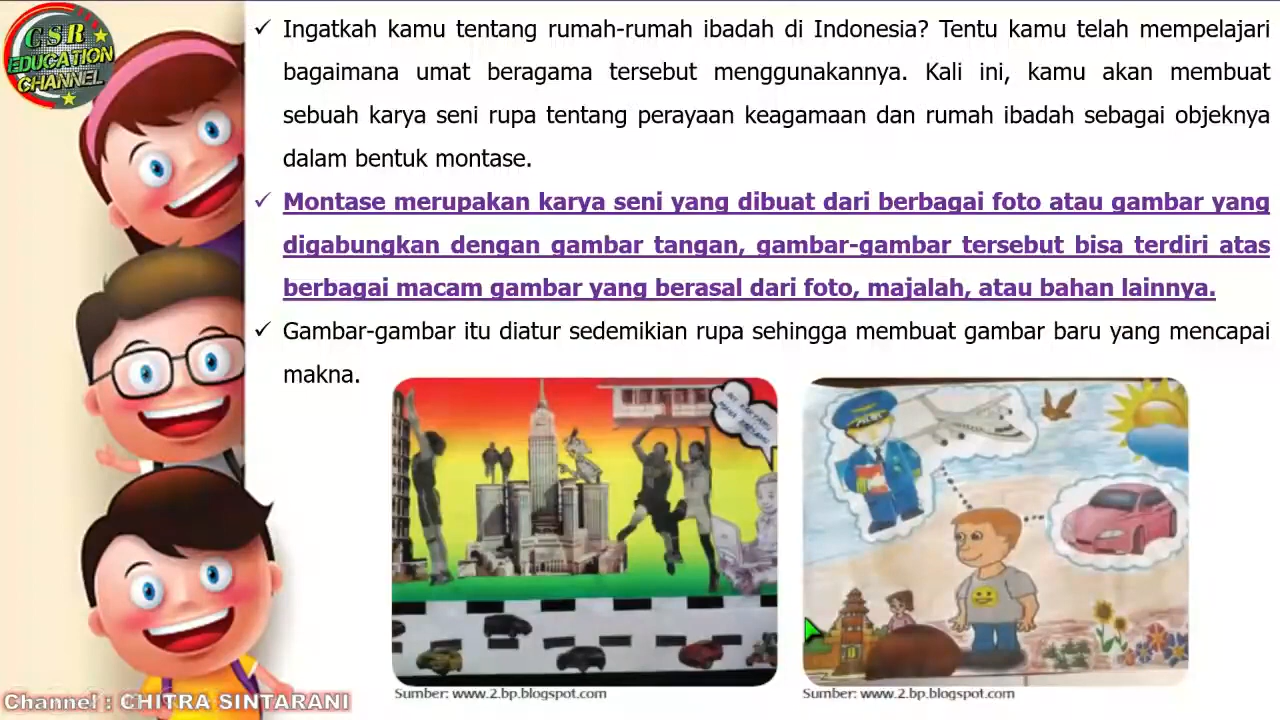 CSR
EDUCATION
CHANNEL
✓ Ingatkah kamu tentang rumah-rumah ibadah di Indonesia? Tentu kamu telah mempelajari
bagaimana umat beragama tersebut menggunakannya. Kali ini, kamu akan membuat
sebuah karya seni rupa tentang perayaan keagamaan dan rumah ibadah sebagai objeknya
dalam bentuk montase.
✓ Montase merupakan karya seni yang dibuat dari berbagai foto atau gambar yang
digabungkan dengan gambar tangan, gambar-gambar tersebut bisa terdiri atas
berbagai macam gambar yang berasal dari foto, majalah, atau bahan lainnya.
✓ Gambar-gambar itu diatur sedemikian rupa sehingga membuat gambar baru yang mencapai
makna.
PILOT
Sumber: www.2.bp.blogspot.com
Sumber: www.2.bp.blogspot.com
Channel : CHITRA SINTARANI